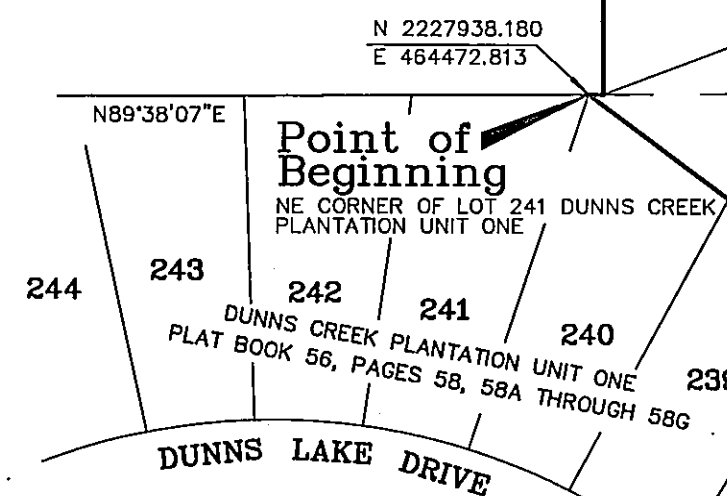 N 2227938.180
E 464472.813
N89°38'07"E
Point of
Beginning
NE CORNER OF LOT 241 DUNNS CREEK
PLANTATION UNIT ONE
244
243
242
241
240
239
DUNNS CREEK PLANTATION UNIT ONE
PLAT BOOK 56, PAGES 58, 58A THROUGH 58G
DUNNS LAKE DRIVE